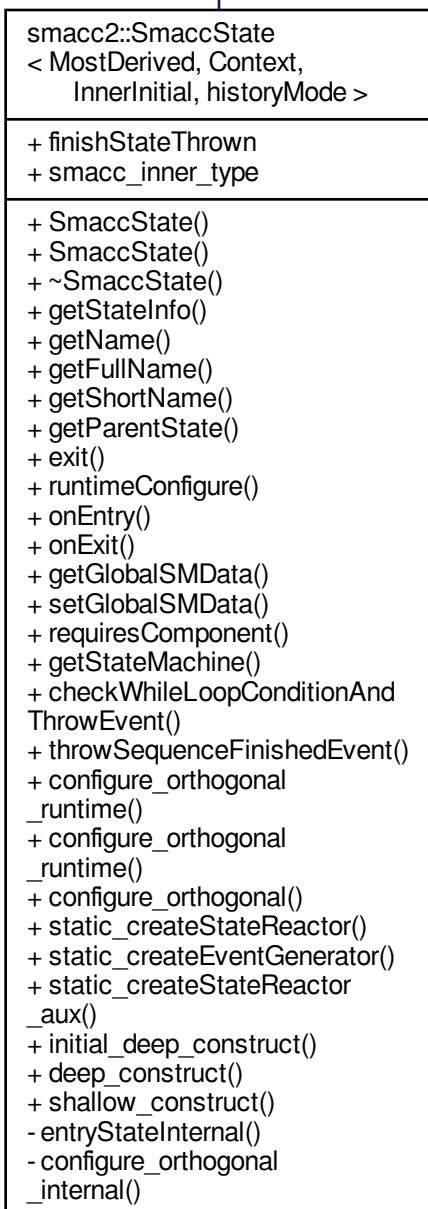 smacc2::SmaccState
< MostDerived, Context,
InnerInitial, historyMode >
+ finishStateThrown
+ smacc_inner_type
+ SmaccState()
+ SmaccState()
+ ~SmaccState()
+ getStateInfo()
+ getName()
+ getFullName()
+ getShortName()
+ getParentState()
+ exit()
+ runtimeConfigure()
+ onEntry()
+ onExit()
+ getGlobalSMData()
+ setGlobalSMData()
+ requiresComponent()
+ getStateMachine()
+ checkWhileLoopConditionAnd
ThrowEvent()
+ throwSequenceFinishedEvent()
+ configure_orthogonal
_runtime()
+ configure_orthogonal
_runtime()
+ configure_orthogonal()
+ static_createStateReactor()
+ static_createEventGenerator()
+ static_createStateReactor
_aux()
+ initial_deep_construct()
+ deep_construct()
+ shallow_construct()
- entryStateInternal()
- configure_orthogonal
_internal()